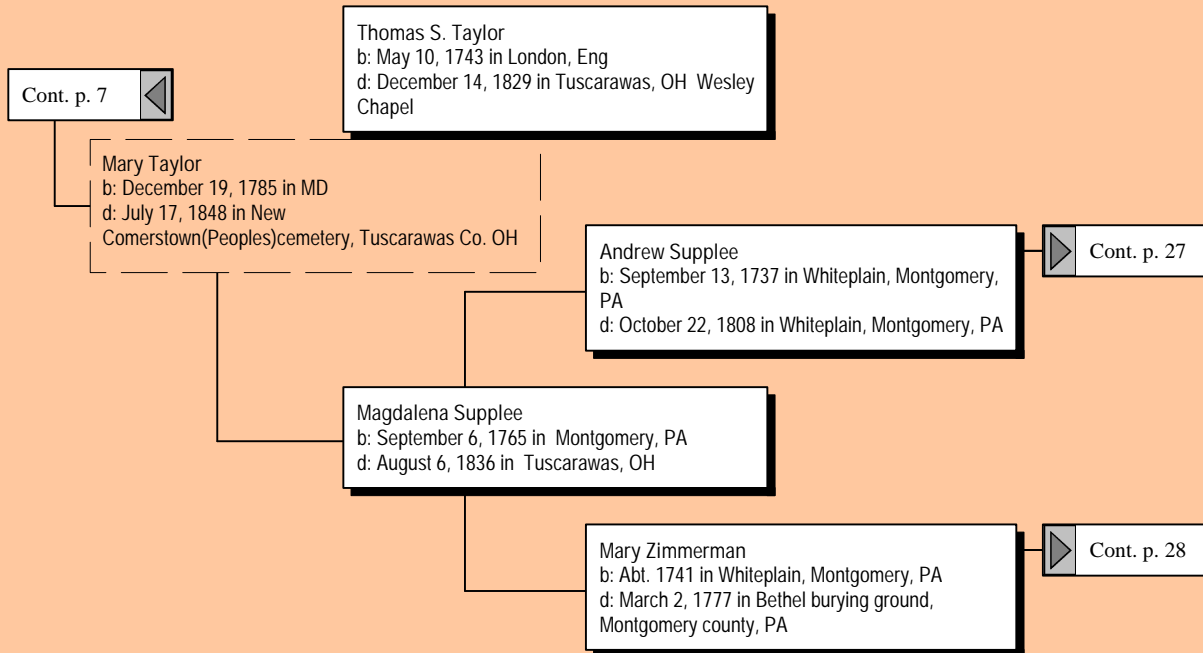 Thomas S. Taylor
b: May 10, 1743 in London, Eng
d: December 14, 1829 in Tuscarawas, OH Wesley
Chapel
Cont. p. 7
Mary Taylor
b: December 19, 1785 in MD
d: July 17, 1848 in New
Comerstown(Peoples)cemetery, Tuscarawas Co. OH
Andrew Supplee
b: September 13, 1737 in Whiteplain, Montgomery,
PA
d: October 22, 1808 in Whiteplain, Montgomery, PA
Cont. p. 27
Magdalena Supplee
b: September 6, 1765 in Montgomery, PA
d: August 6, 1836 in Tuscarawas, OH
Mary Zimmerman
b: Abt. 1741 in Whiteplain, Montgomery, PA
d: March 2, 1777 in Bethel burying ground,
Montgomery county, PA
Cont. p. 28